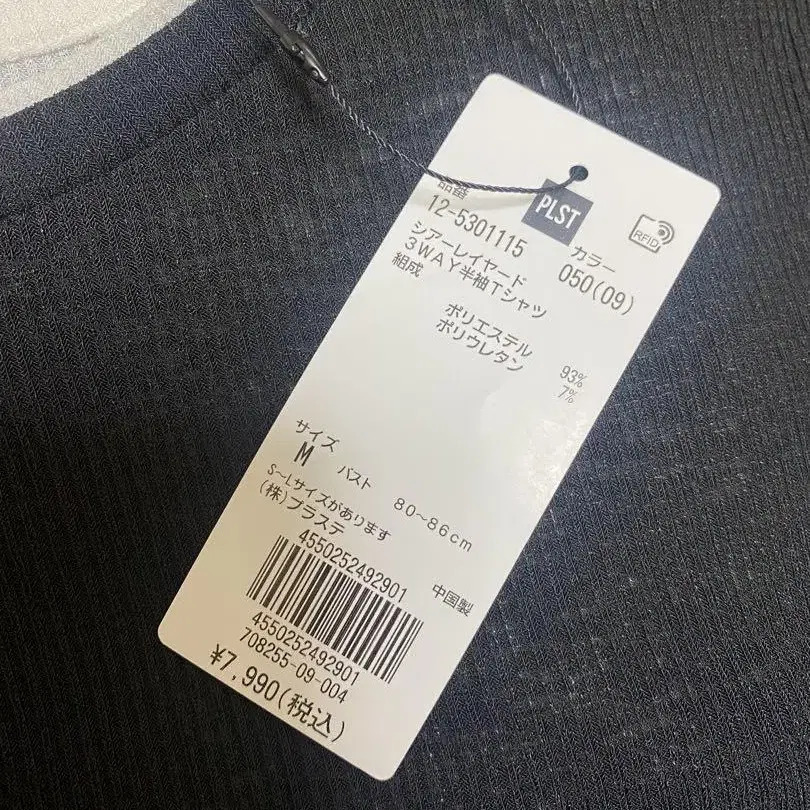 PLST
RFID
品番
12-5301115
カラー
050(09)
シアーレイヤード
3WAY半袖Tシャツ
組成
ポリエステル 93%
ポリウレタン 7%
サイズ
M バスト 80~86cm
S~Lサイズがあります
(株)プラステ
4550252492901
中国製
4550252492901
708255-09-004
¥7,990(税込)